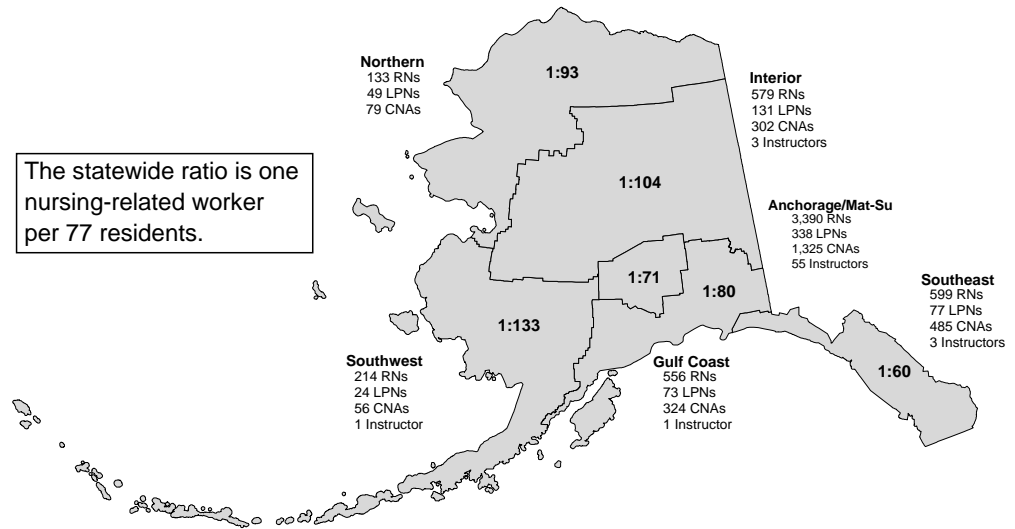 Northern
133 RNs
49 LPNs
79 CNAs
1:93
Interior
579 RNs
131 LPNs
302 CNAs
3 Instructors
The statewide ratio is one
nursing-related worker
per 77 residents.
1:104
Anchorage/Mat-Su
3,390 RNs
338 LPNs
1,325 CNAs
55 Instructors
1:71
1:80
Southeast
599 RNs
77 LPNs
485 CNAs
3 Instructors
1:133
Southwest
214 RNs
24 LPNs
56 CNAs
1 Instructor
Gulf Coast
556 RNs
73 LPNs
324 CNAs
1 Instructor
1:60